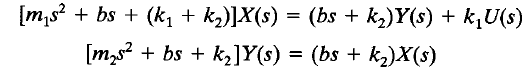 [m₁s² + bs + (k₁ + k₂)]X(s) = (bs + k₂)Y(s) + k₁U(s)
[m₂s² + bs + k₂]Y(s) = (bs + k₂)X(s)